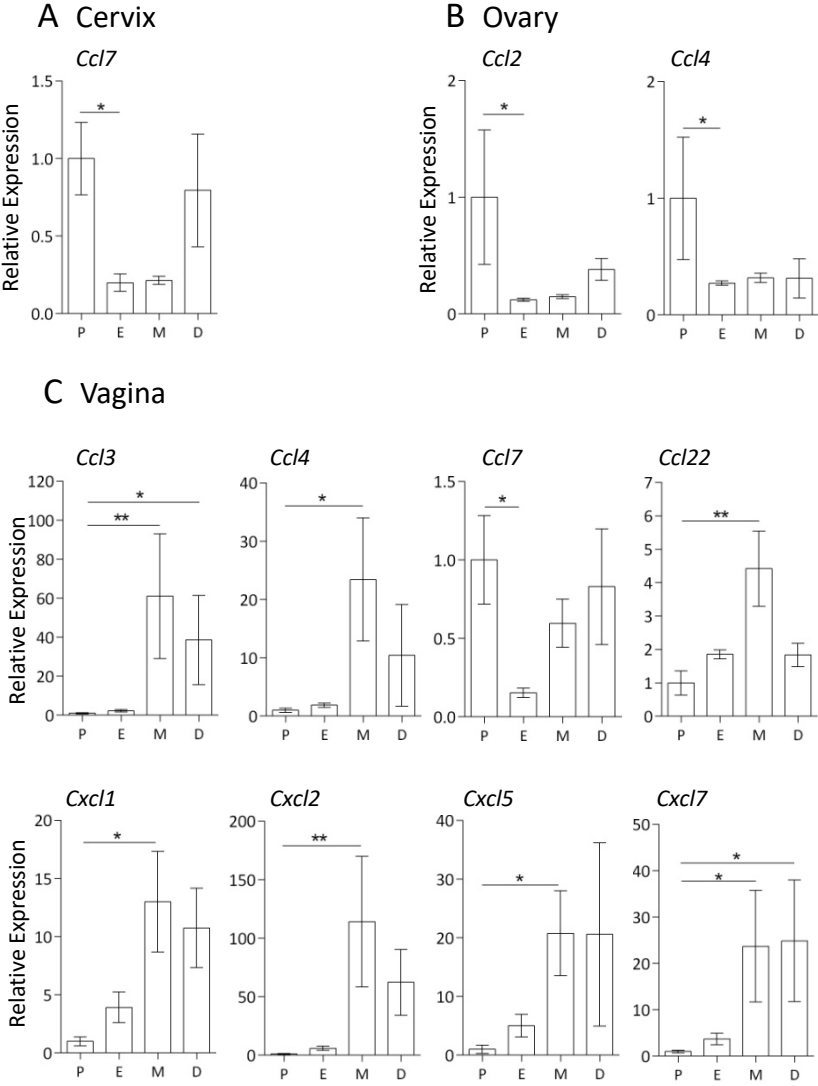 A Cervix
B Ovary
Ccl7
Ccl2
Ccl4
Relative Expression
1.5
1.0
0.5
0.0
*
P E M D
Relative Expression
2
1
0
*
P E M D
2
1
0
*
P E M D
C Vagina
Ccl3
Ccl4
Ccl7
Ccl22
Relative Expression
120
100
80
60
40
20
0
*
**
P E M D
40
30
20
10
0
*
P E M D
1.5
1.0
0.5
0.0
*
P E M D
7
6
5
4
3
2
1
0
**
P E M D
Cxcl1
Cxcl2
Cxcl5
Cxcl7
Relative Expression
20
15
10
5
0
*
P E M D
200
150
100
50
0
**
P E M D
40
30
20
10
0
*
P E M D
50
40
30
20
10
0
*
*
P E M D